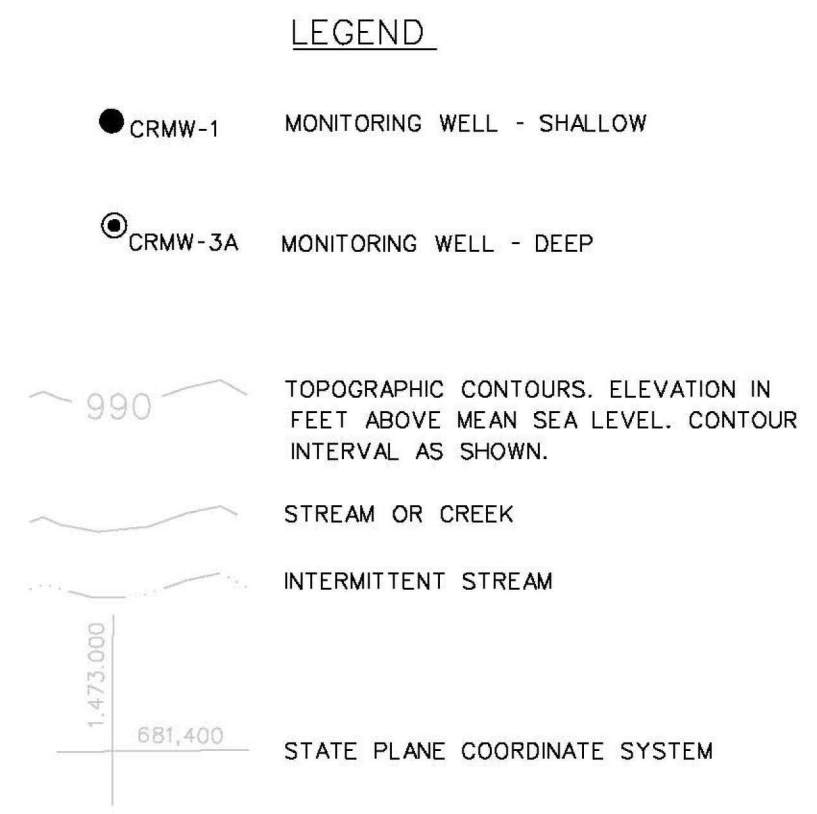 LEGEND
CRMW-1 MONITORING WELL - SHALLOW
CRMW-3A MONITORING WELL - DEEP
990
TOPOGRAPHIC CONTOURS. ELEVATION IN
FEET ABOVE MEAN SEA LEVEL. CONTOUR
INTERVAL AS SHOWN.
STREAM OR CREEK
INTERMITTENT STREAM
1.473.000
681,400
STATE PLANE COORDINATE SYSTEM